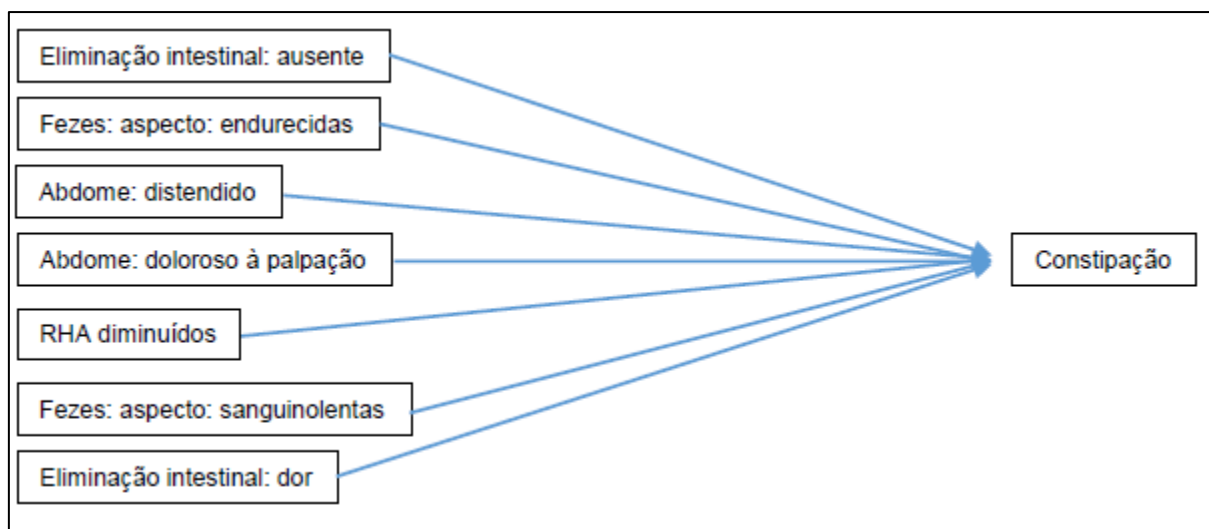 Eliminação intestinal: ausente
Fezes: aspecto: endurecidas
Abdome: distendido
Abdome: doloroso à palpação
Constipação
RHA diminuídos
Fezes: aspecto: sanguinolentas
Eliminação intestinal: dor